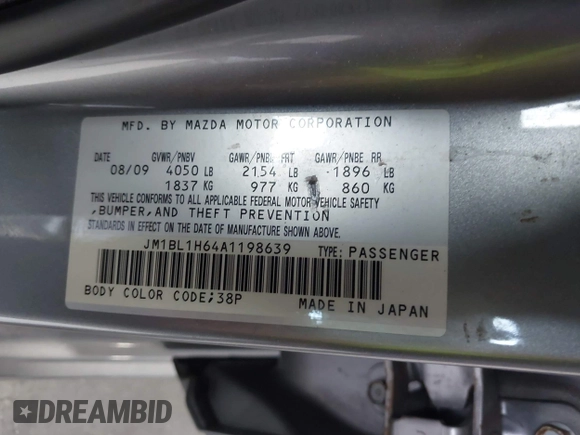 MFD. BY MAZDA MOTOR CORPORATION
DATE GVWR/PNBV GAWR/PNBE FRT GAWR/PNBE RR
08/09 4050 LB 2154 LB 1896 LB
1837 KG 977 KG 860 KG
THIS VEHICLE CONFORMS TO ALL APPLICABLE FEDERAL MOTOR VEHICLE SAFETY
,BUMPER,AND THEFT PREVENTION
STANDARDS IN EFFECT ON THE DATE OF MANUFACTURE SHOWN ABOVE.
JM1BL1H64A1198639 TYPE: PASSENGER
BODY COLOR CODE;38P MADE IN JAPAN
DREAMBID